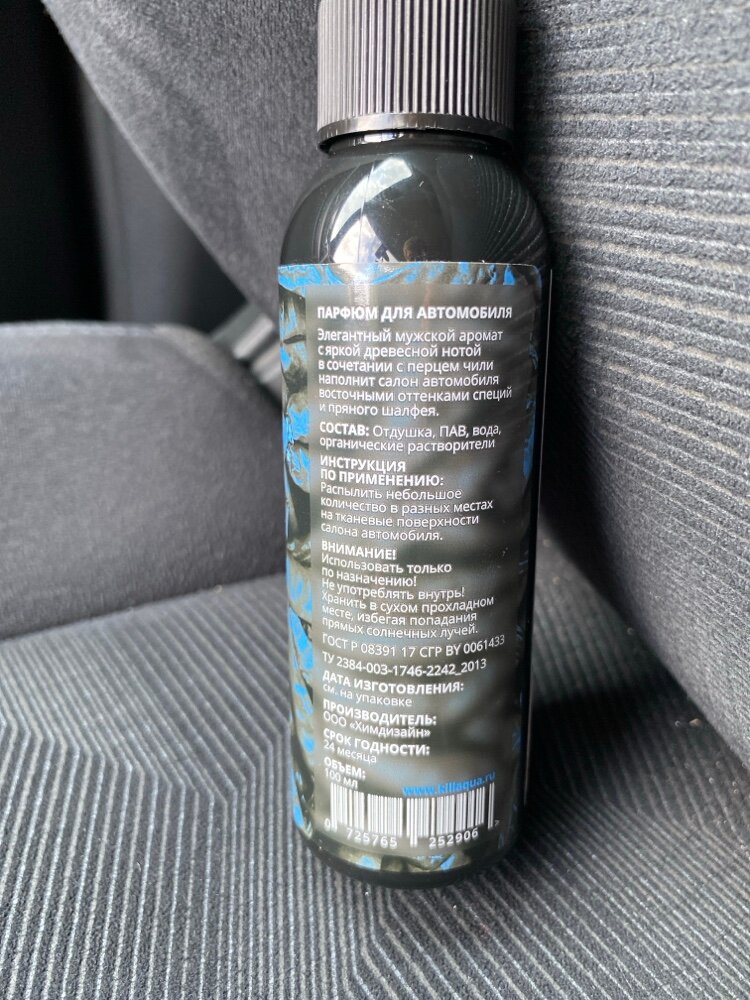 ПАРФЮМ ДЛЯ АВТОМОБИЛЯ
Элегантный мужской аромат
с яркой древесной нотой
в сочетании с перцем чили
наполнит салон автомобиля
восточными оттенками специй
и пряного шалфея.
СОСТАВ: Отдушка, ПАВ, вода,
органические растворители
ИНСТРУКЦИЯ
ПО ПРИМЕНЕНИЮ:
Распылить небольшое
количество в разных местах
на тканевые поверхности
салона автомобиля.
ВНИМАНИЕ!
Использовать только
по назначению!
Не употреблять внутрь!
Хранить в сухом прохладном
месте, избегая попадания
прямых солнечных лучей.
ГОСТ Р 08391 17 СГР BY 0061433
ТУ 2384-003-1746-2242_2013
ДАТА ИЗГОТОВЛЕНИЯ:
см. на упаковке
ПРОИЗВОДИТЕЛЬ:
ООО «Химдизайн»
СРОК ГОДНОСТИ:
24 месяца
ОБЪЕМ:
100 мл
0 725765 252906 >